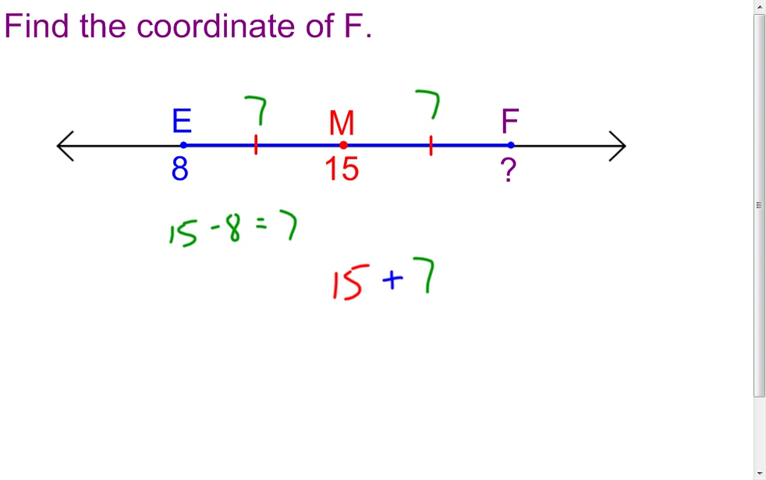 Find the coordinate of F.
7 7
E M F
8 15 ?
15 - 8 = 7
15 + 7